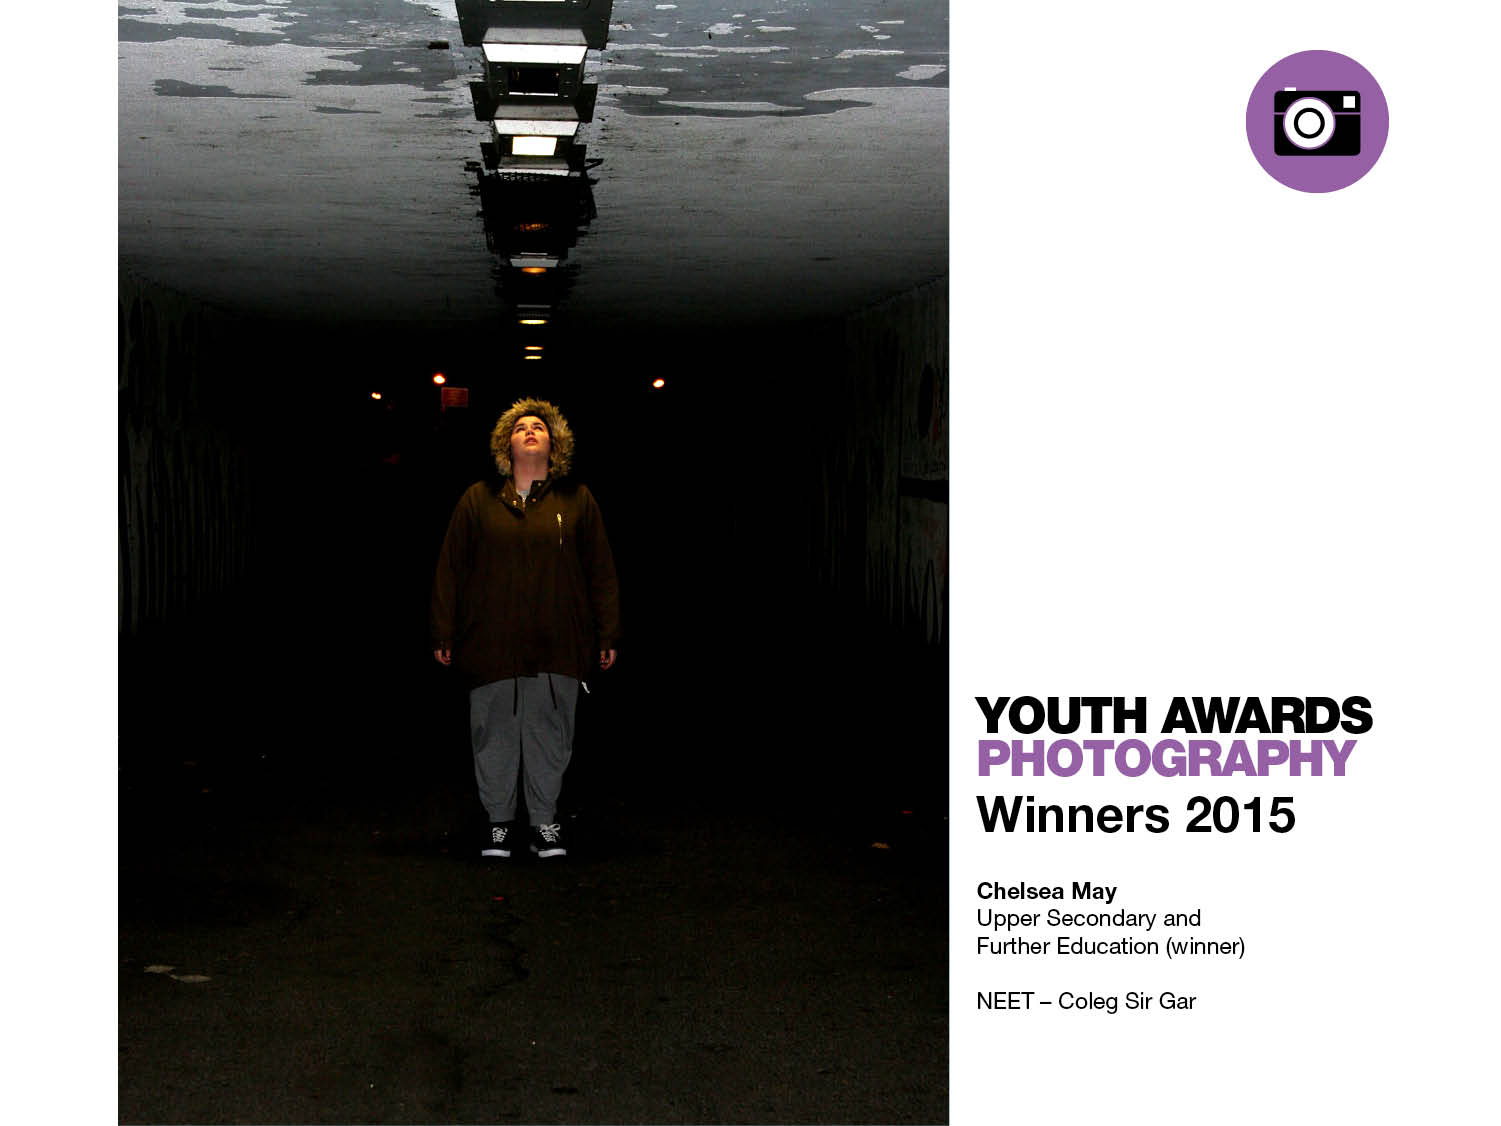 YOUTH AWARDS
PHOTOGRAPHY
Winners 2015
Chelsea May
Upper Secondary and
Further Education (winner)
NEET – Coleg Sir Gar